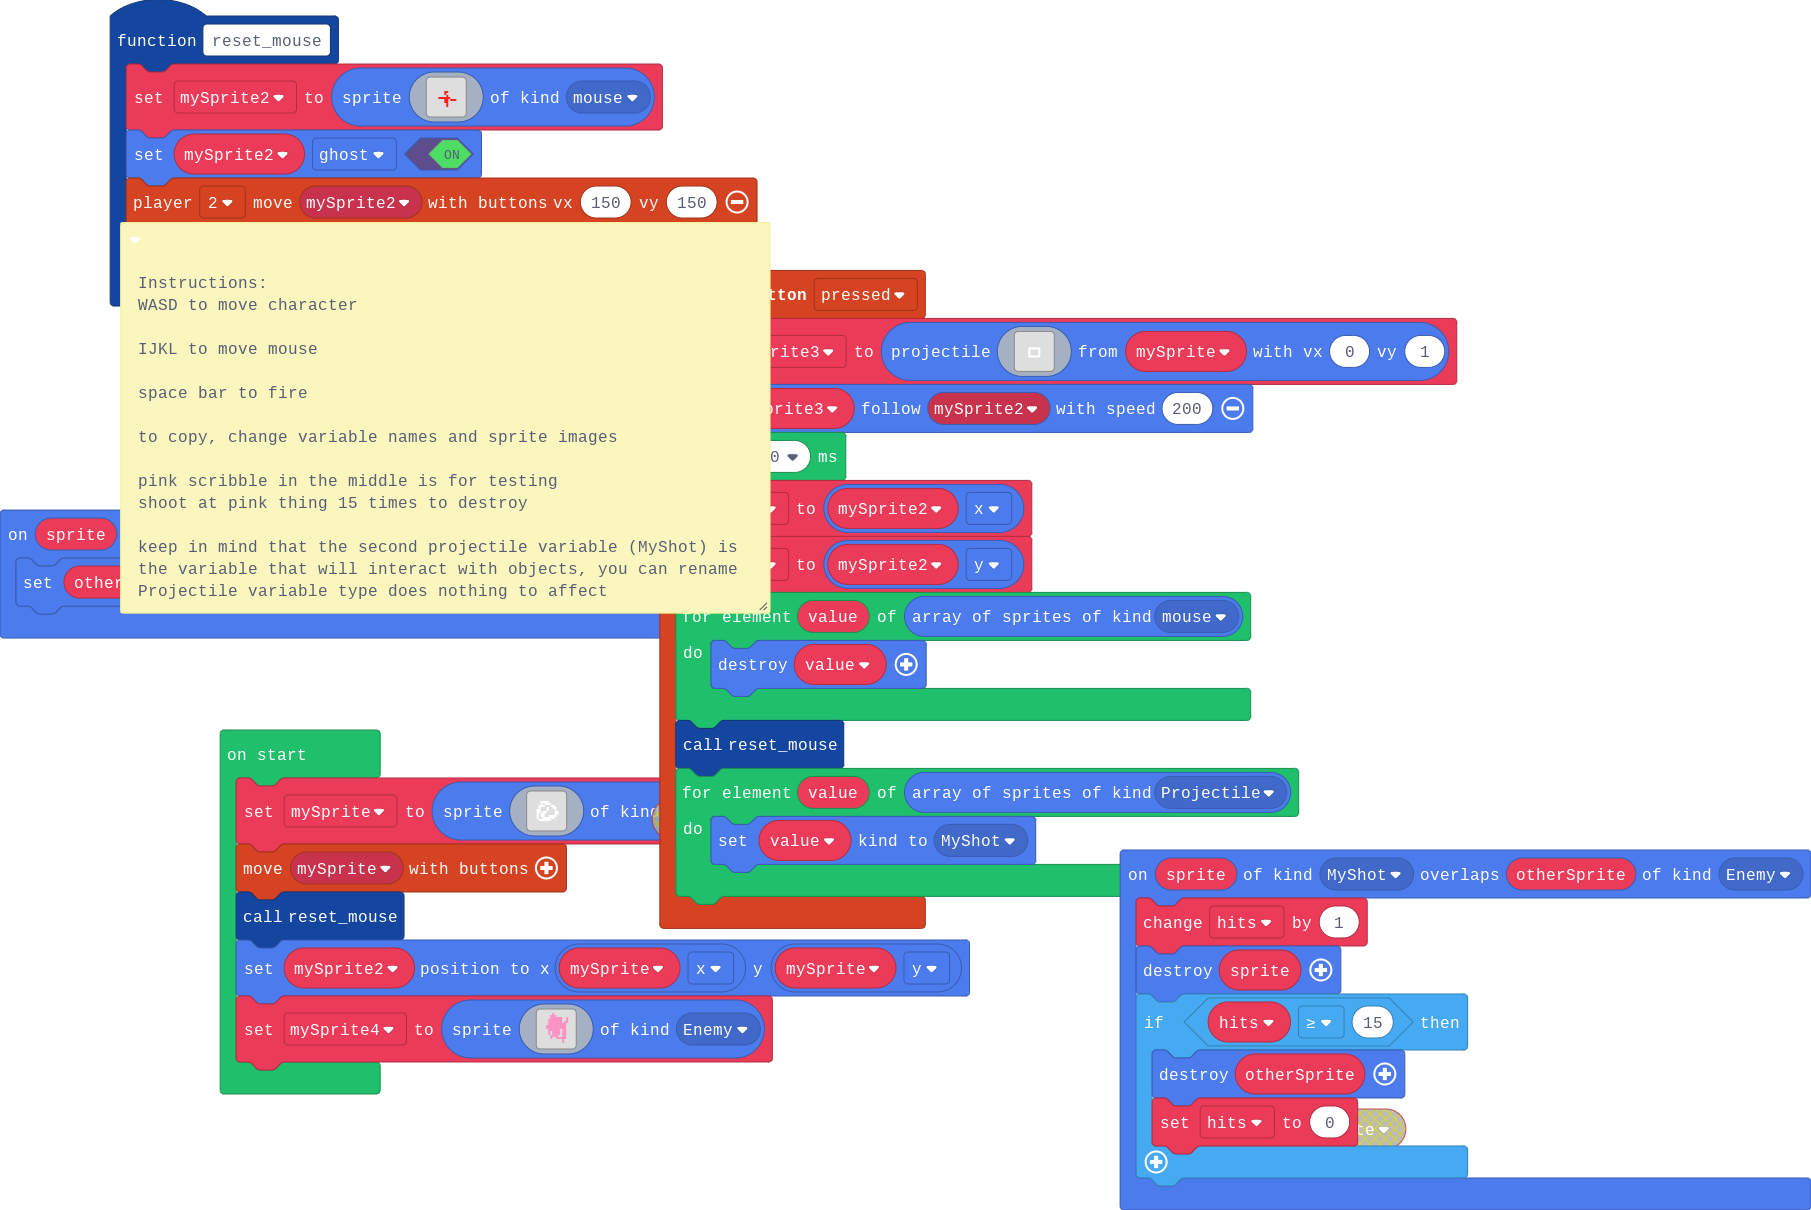 function reset_mouse
set mySprite2 to sprite of kind mouse
set mySprite2 ghost ON
player 2 move mySprite2 with buttons vx 150 vy 150
Instructions:
WASD to move character
IJKL to move mouse
space bar to fire
to copy, change variable names and sprite images
pink scribble in the middle is for testing
shoot at pink thing 15 times to destroy
keep in mind that the second projectile variable (MyShot) is
the variable that will interact with objects, you can rename
Projectile variable type does nothing to affect
pressed
to projectile from mySprite with vx 0 vy 1
follow mySprite2 with speed 200
0 ms
to mySprite2 x
to mySprite2 y
for element value of array of sprites of kind mouse
do destroy value
call reset_mouse
for element value of array of sprites of kind Projectile
do set value kind to MyShot
on sprite
set
on start
set mySprite to sprite of kind
move mySprite with buttons
call reset_mouse
set mySprite2 position to x mySprite x y mySprite y
set mySprite4 to sprite of kind Enemy
on sprite of kind MyShot overlaps otherSprite of kind Enemy
change hits by 1
destroy sprite
if hits ≥ 15 then
destroy otherSprite
set hits to 0